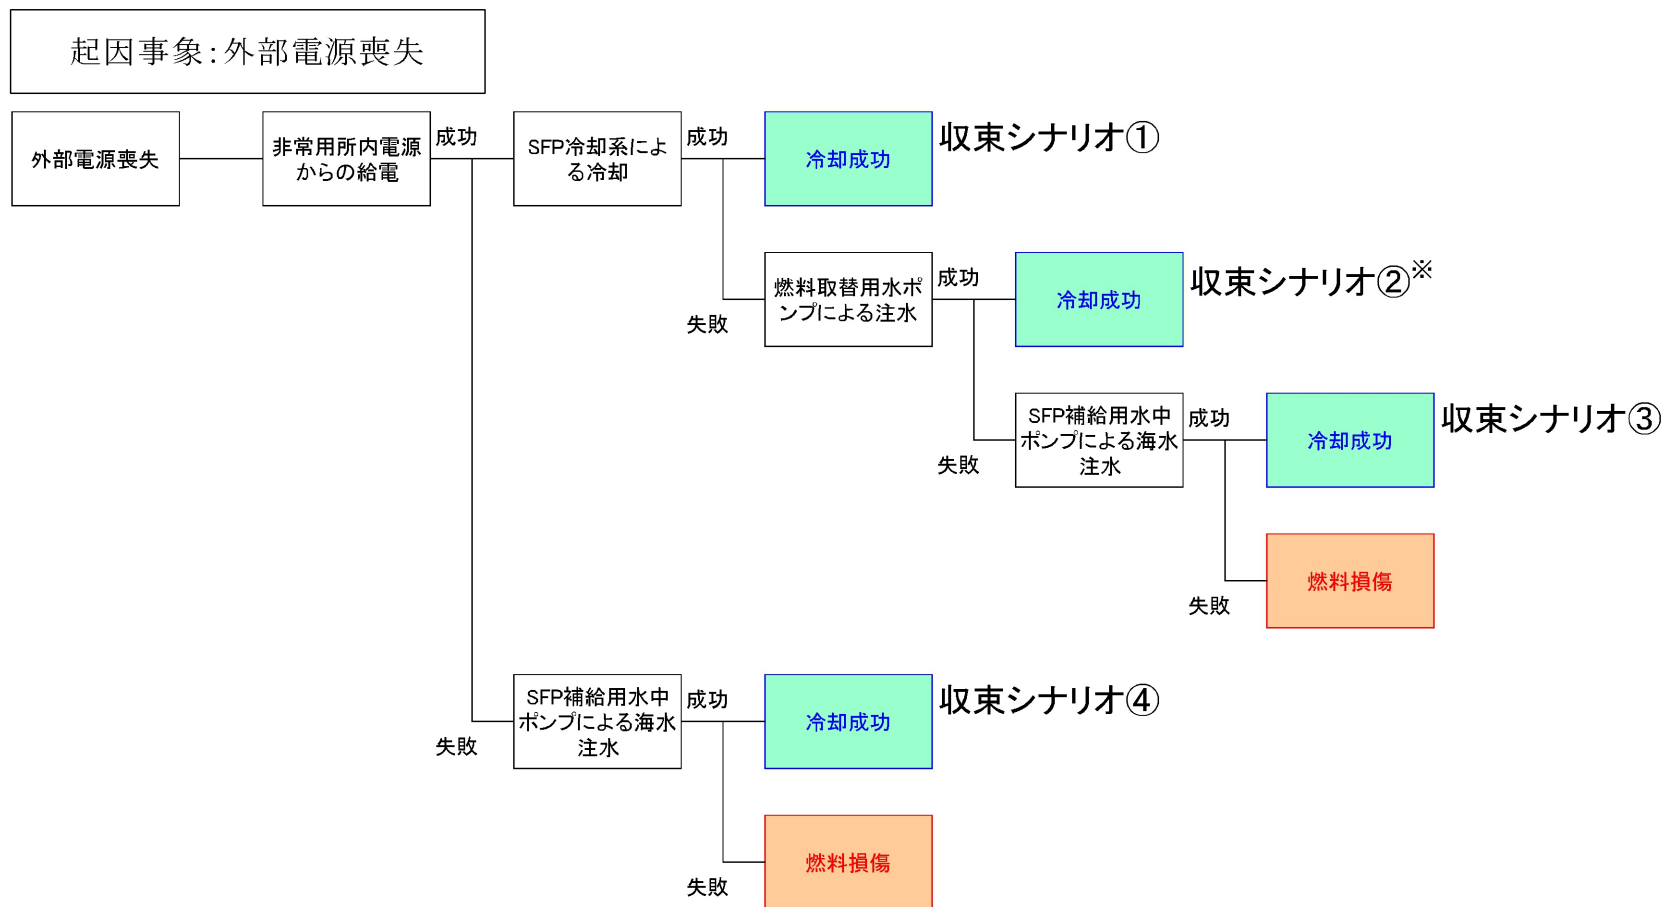 起因事象:外部電源喪失
外部電源喪失
非常用所内電源
からの給電
成功
SFP冷却系によ
る冷却
成功
冷却成功
収束シナリオ①
失敗
燃料取替用水ポ
ンプによる注水
成功
冷却成功
収束シナリオ②※
失敗
SFP補給用水中
ポンプによる海水
注水
成功
冷却成功
収束シナリオ③
失敗
燃料損傷
失敗
SFP補給用水中
ポンプによる海水
注水
成功
冷却成功
収束シナリオ④
失敗
燃料損傷